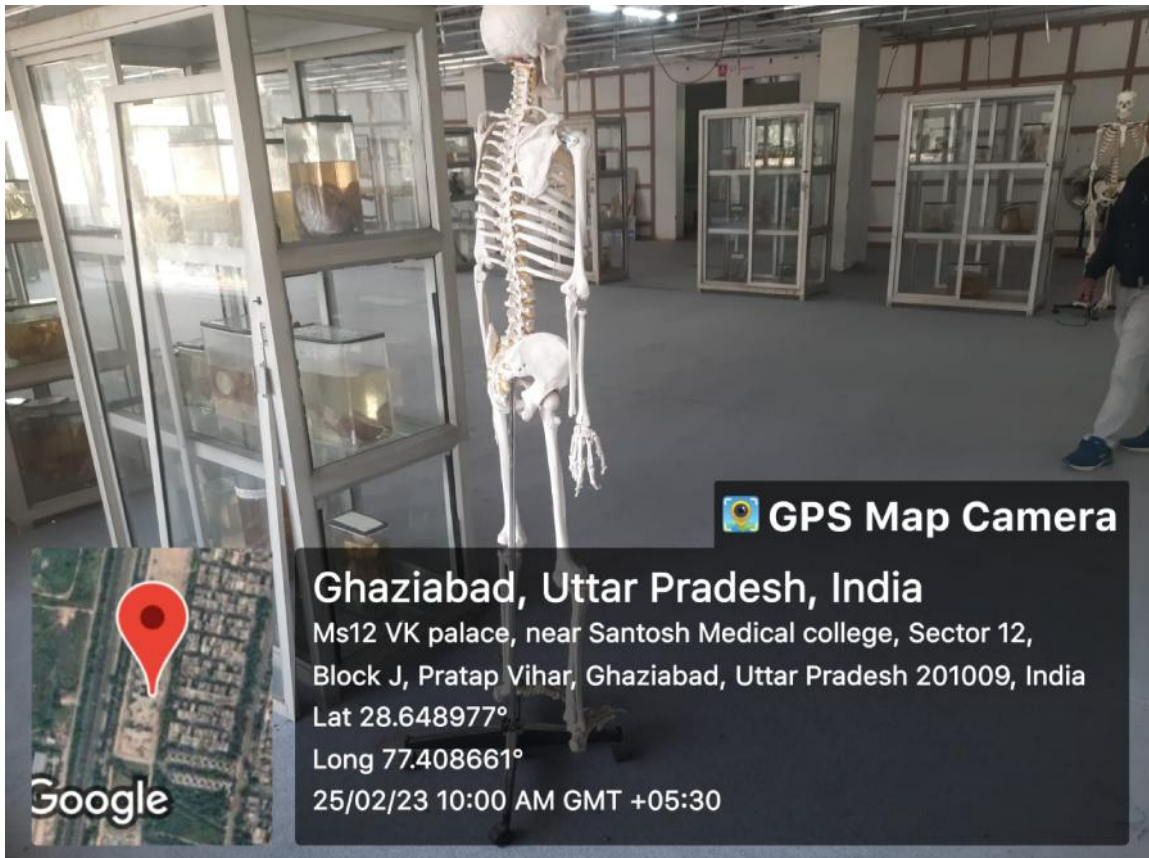 GPS Map Camera
Ghaziabad, Uttar Pradesh, India
Ms12 VK palace, near Santosh Medical college, Sector 12,
Block J, Pratap Vihar, Ghaziabad, Uttar Pradesh 201009, India
Lat 28.648977°
Long 77.408661°
25/02/23 10:00 AM GMT +05:30
Google